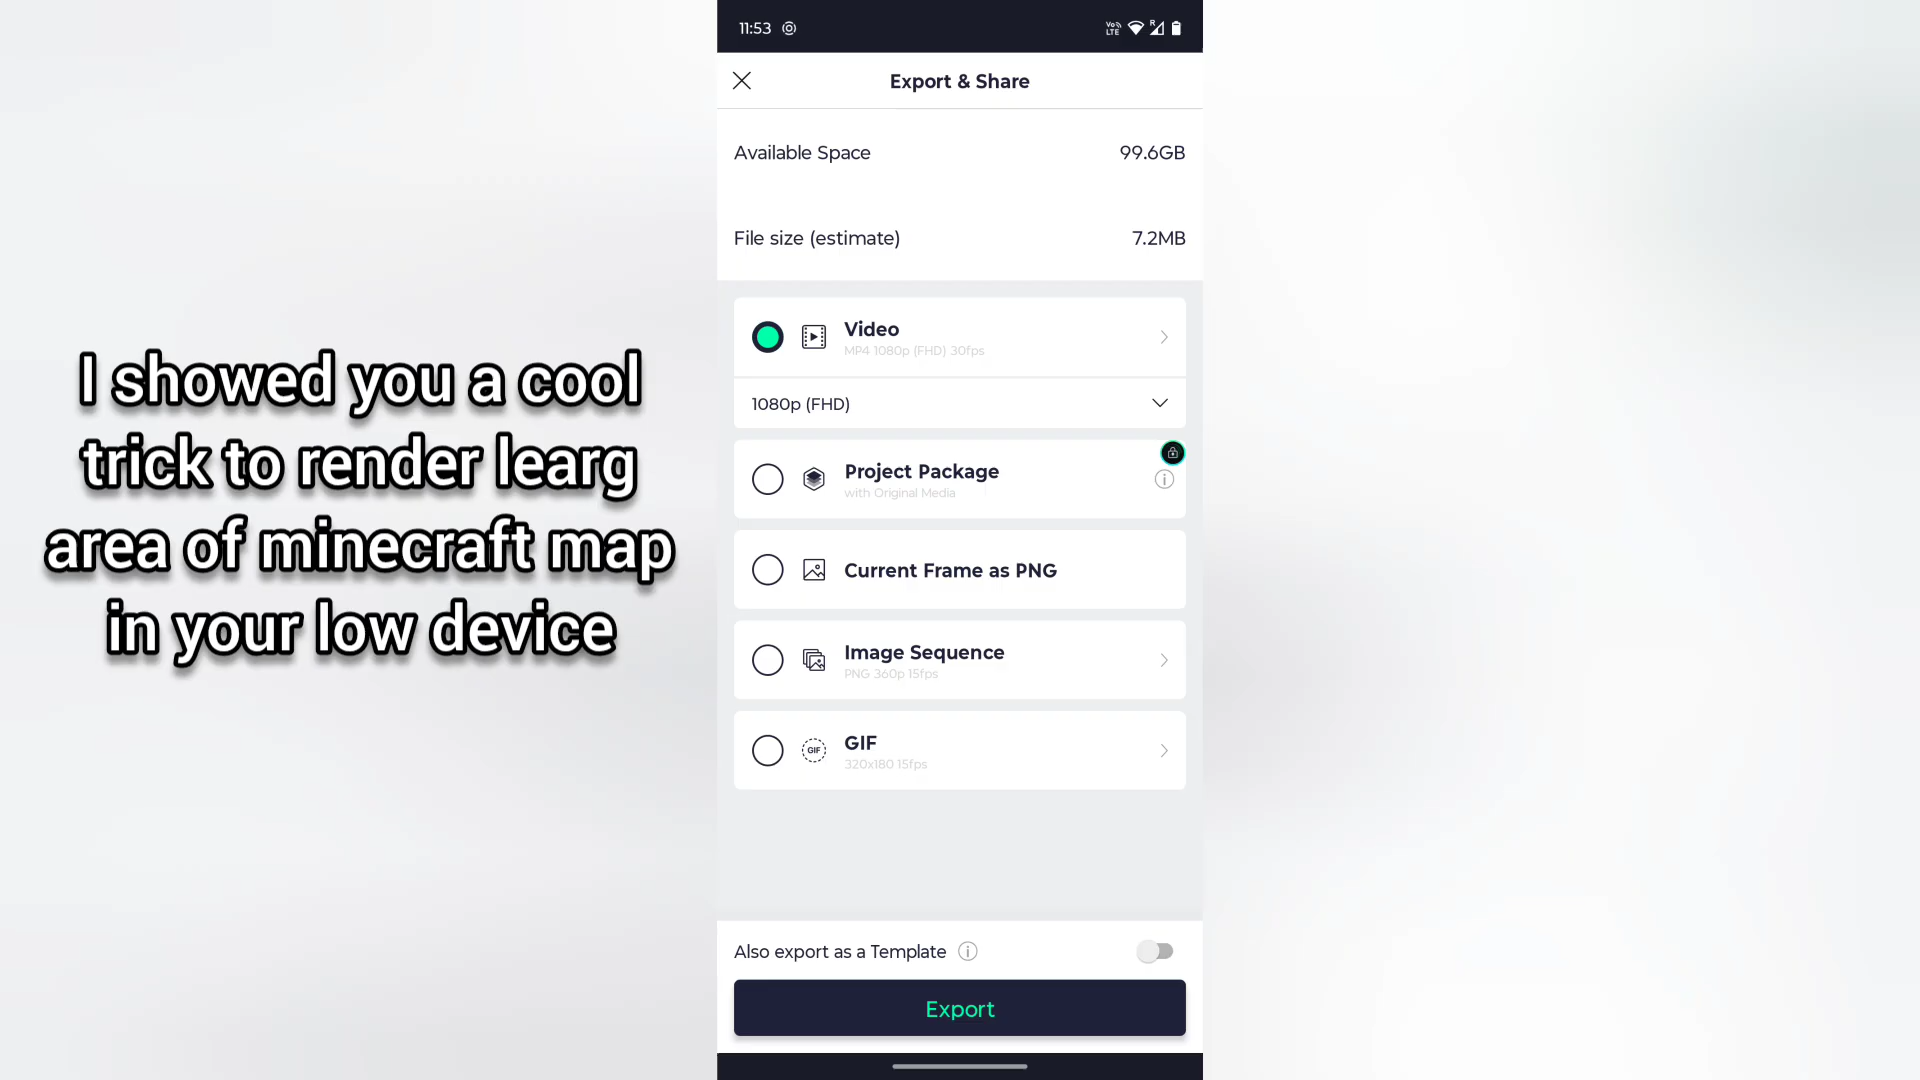 11:53
Vo LTE
R
Export & Share
Available Space 99.6GB
File size (estimate) 7.2MB
Video
MP4 1080p (FHD) 30fps
1080p (FHD)
Project Package
with Original Media
Current Frame as PNG
Image Sequence
PNG 360p 15fps
GIF
GIF
320x180 15fps
Also export as a Template
Export
I showed you a cool
trick to render learg
area of minecraft map
in your low device